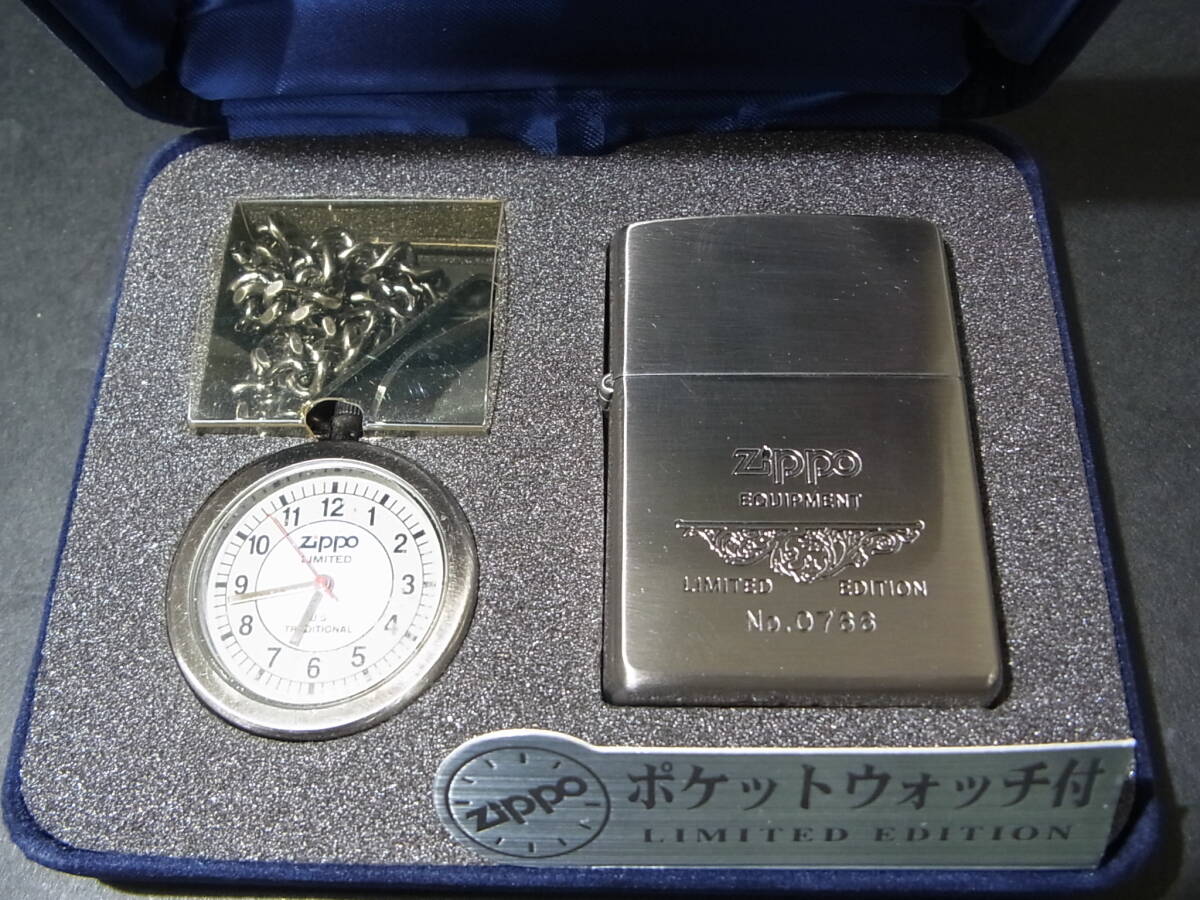 11 12 1
10 2
9 3
8 4
7 6 5
Zippo
LIMITED
U.S
TRADITIONAL
Zippo
EQUIPMENT
LIMITED EDITION
No.0766
Zippo
ポケットウォッチ付
LIMITED EDITION